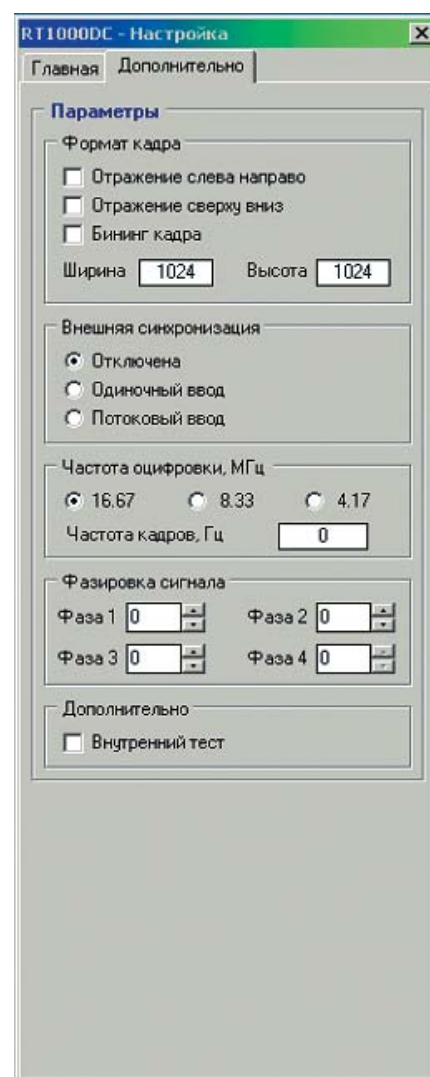 RT1000DC - Настройка
Главная Дополнительно
Параметры
Формат кадра
Отражение слева направо
Отражение сверху вниз
Бининг кадра
Ширина 1024 Высота 1024
Внешняя синхронизация
Отключена
Одиночный ввод
Потоковый ввод
Частота оцифровки, МГц
16.67 8.33 4.17
Частота кадров, Гц 0
Фазировка сигнала
Фаза 1 0 Фаза 2 0
Фаза 3 0 Фаза 4 0
Дополнительно
Внутренний тест